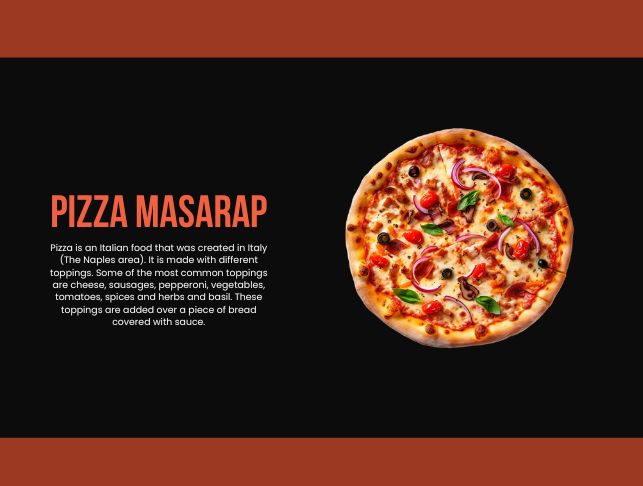 PIZZA MASARAP
Pizza is an Italian food that was created in Italy
(The Naples area). It is made with different
toppings. Some of the most common toppings
are cheese, sausages, pepperoni, vegetables,
tomatoes, spices and herbs and basil. These
toppings are added over a piece of bread
covered with sauce.